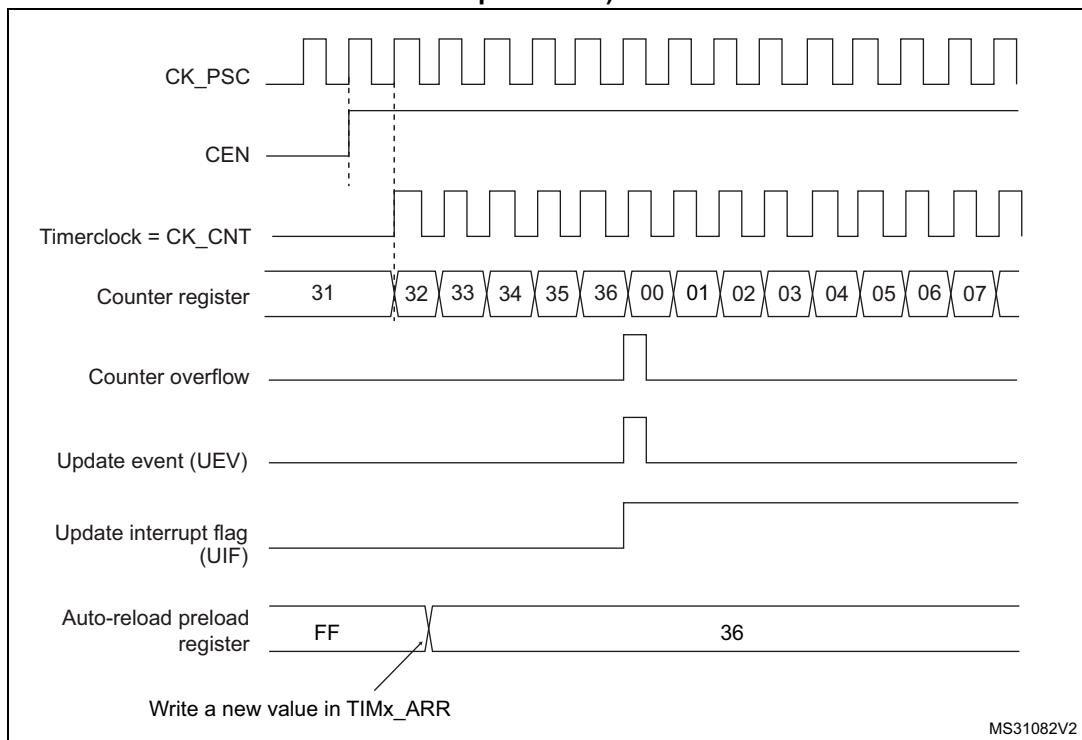 CK_PSC
CEN
Timerclock = CK_CNT
Counter register 31 32 33 34 35 36 00 01 02 03 04 05 06 07
Counter overflow
Update event (UEV)
Update interrupt flag
(UIF)
Auto-reload preload
register
FF 36
Write a new value in TIMx_ARR
MS31082V2